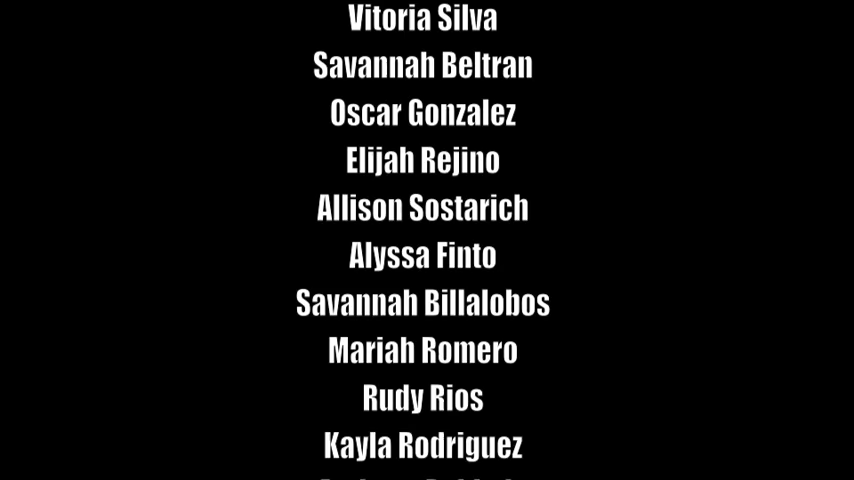 Vitoria Silva
Savannah Beltran
Oscar Gonzalez
Elijah Rejino
Allison Sostarich
Alyssa Finto
Savannah Billalobos
Mariah Romero
Rudy Rios
Kayla Rodriguez